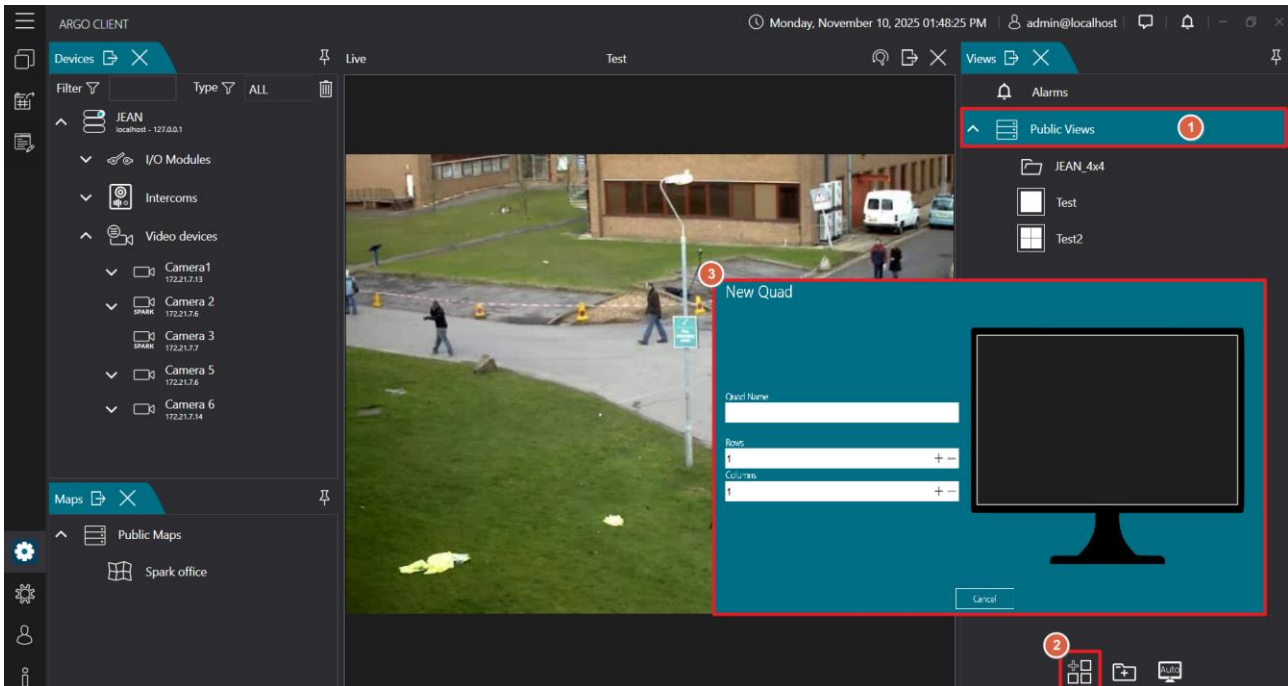 ARGO CLIENT
Monday, November 10, 2025 01:48:25 PM
admin@localhost
Devices
Live
Test
Views
Filter
Type
ALL
JEAN
localhost - 127.0.0.1
I/O Modules
Intercoms
Video devices
Camera1
172.21.7.13
Camera 2
SPARK 172.21.7.6
Camera 3
SPARK 172.21.7.7
Camera 5
172.21.7.6
Camera 6
172.21.7.14
Maps
Public Maps
Spark office
Alarms
Public Views
1
JEAN_4x4
Test
Test2
3
New Quad
Quad Name
Rows
1
Columns
1
Cancel
2
Auto